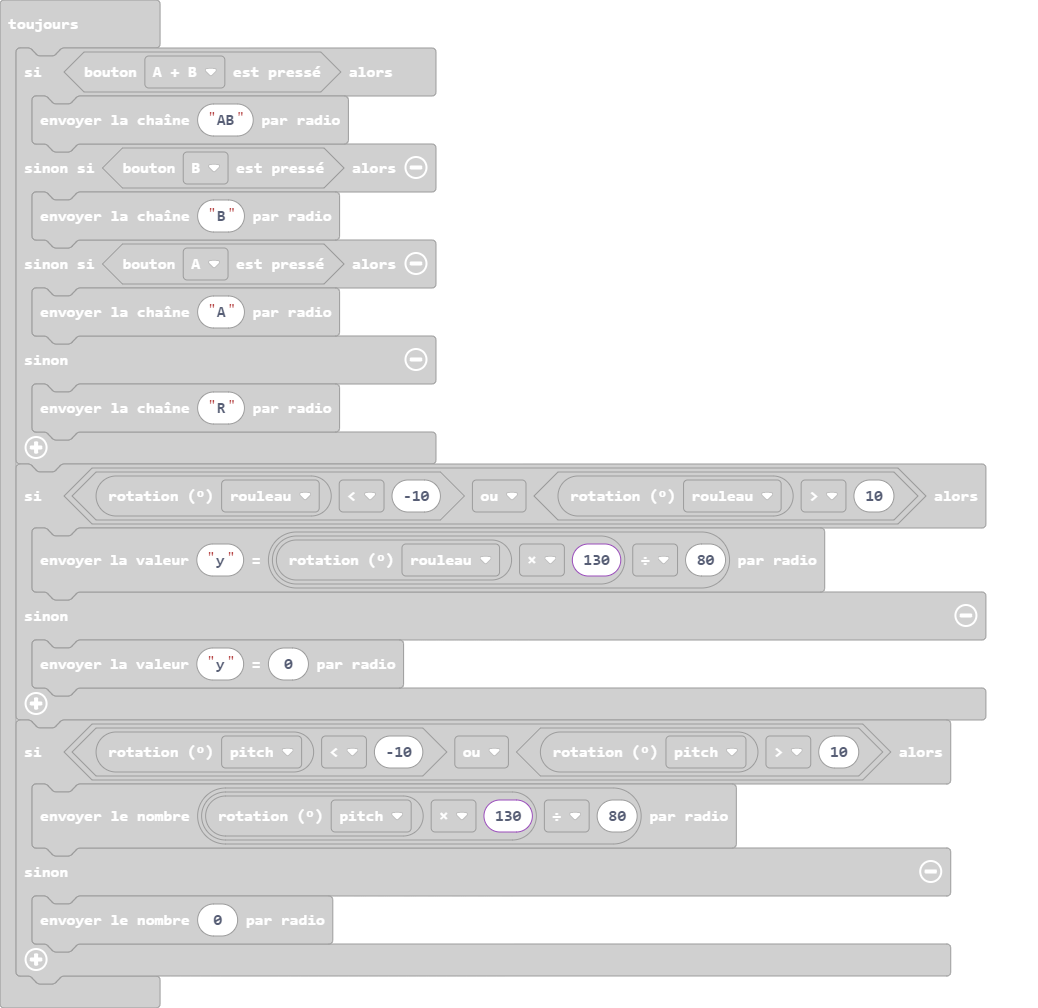 toujours
si bouton A + B est pressé alors
envoyer la chaîne "AB" par radio
sinon si bouton B est pressé alors
envoyer la chaîne "B" par radio
sinon si bouton A est pressé alors
envoyer la chaîne "A" par radio
sinon
envoyer la chaîne "R" par radio
si rotation (º) rouleau < -10 ou rotation (º) rouleau > 10 alors
envoyer la valeur "y" = rotation (º) rouleau × 130 ÷ 80 par radio
sinon
envoyer la valeur "y" = 0 par radio
si rotation (º) pitch < -10 ou rotation (º) pitch > 10 alors
envoyer le nombre rotation (º) pitch × 130 ÷ 80 par radio
sinon
envoyer le nombre 0 par radio